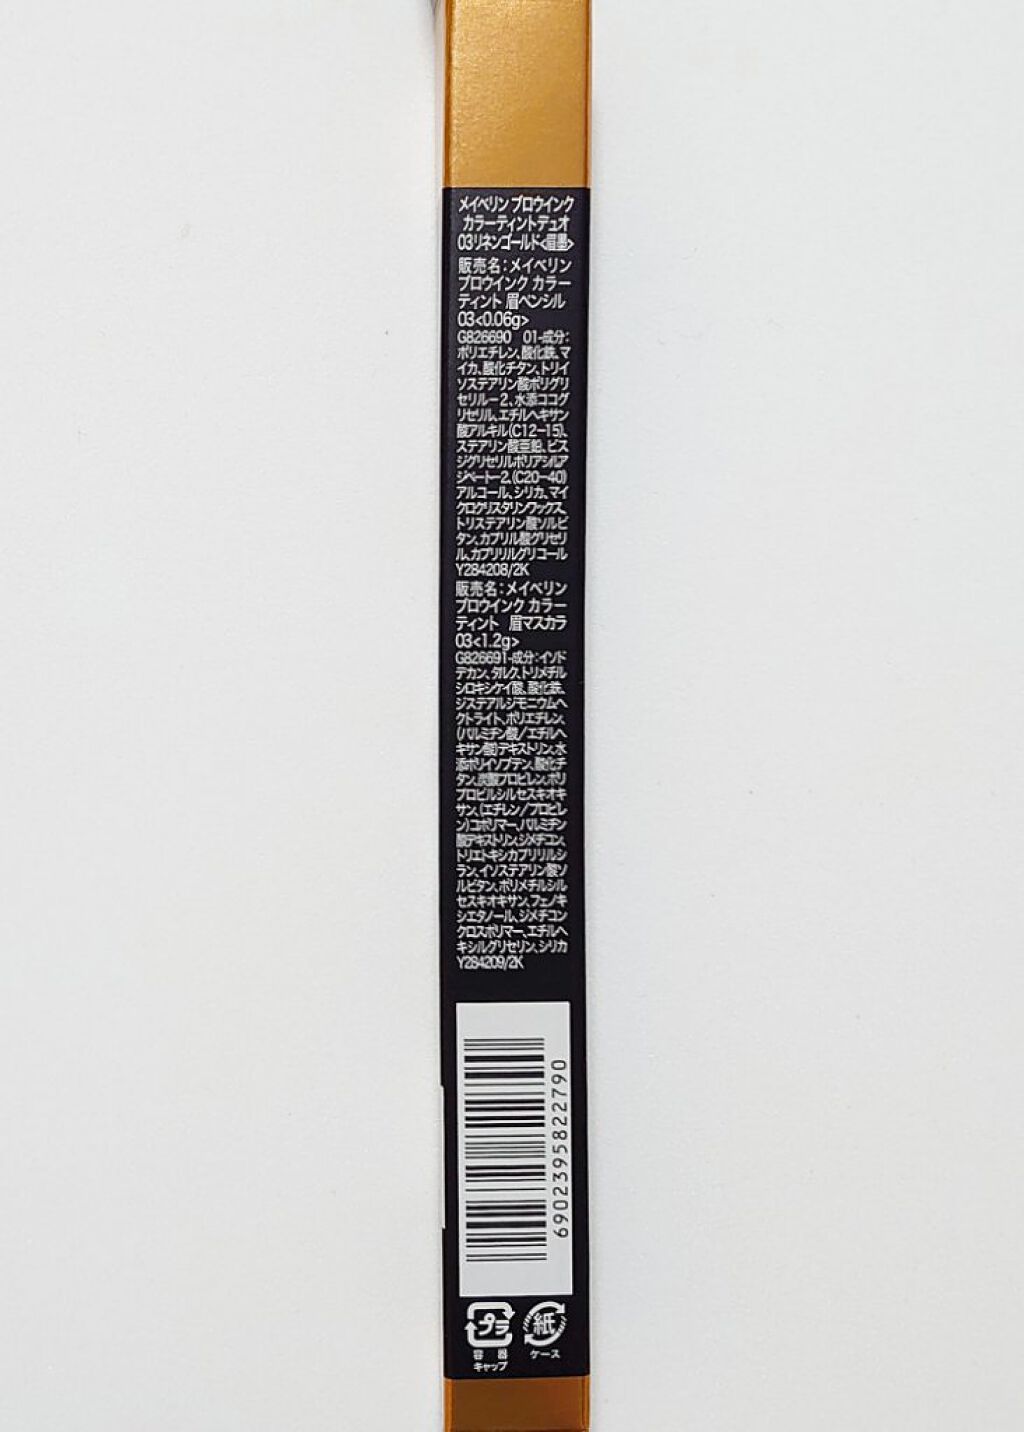 メイベリン ブロウインク
カラーティントデュオ
03リネンゴールド<眉墨>
販売名：メイベリン
ブロウインク カラー
ティント 眉ペンシル
03<0.06g>
G826690 01-成分：
ポリエチレン、酸化鉄、マ
イカ、酸化チタン、トリイ
ソステアリン酸ポリグリ
セリル－2、水添ココグ
リセリル、エチルヘキサン
酸アルキル(C12－15)、
ステアリン酸亜鉛、ビス
ジグリセリルポリアシルア
ジペート－2、(C20－40)
アルコール、シリカ、マイ
クロクリスタリンワックス、
トリステアリン酸ソルビ
タン、カプリル酸グリセリ
ル、カプリリルグリコール
Y284208/2K
販売名：メイベリン
ブロウインク カラー
ティント 眉マスカラ
03<1.2g>
G826691-成分：イソド
デカン、タルク、トリメチル
シロキシケイ酸、酸化鉄、
ジステアルジモニウムヘ
クトライト、ポリエチレン、
(パルミチン酸/エチルヘ
キサン酸)デキストリン、水
添ポリイソブテン、酸化チ
タン、炭酸プロピレン、ポリ
プロピルシルセスキオキ
サン、(エチレン/プロピレ
ン)コポリマー、パルミチン
酸デキストリン、ジメチコン、
トリエトキシカプリリルシ
ラン、イソステアリン酸ソ
ルビタン、ポリメチルシル
セスキオキサン、フェノキ
シエタノール、ジメチコン
クロスポリマー、エチルヘ
キシルグリセリン、シリカ
Y284209/2K
6902395822790
プラ 紙
容器 ケース
キャップ